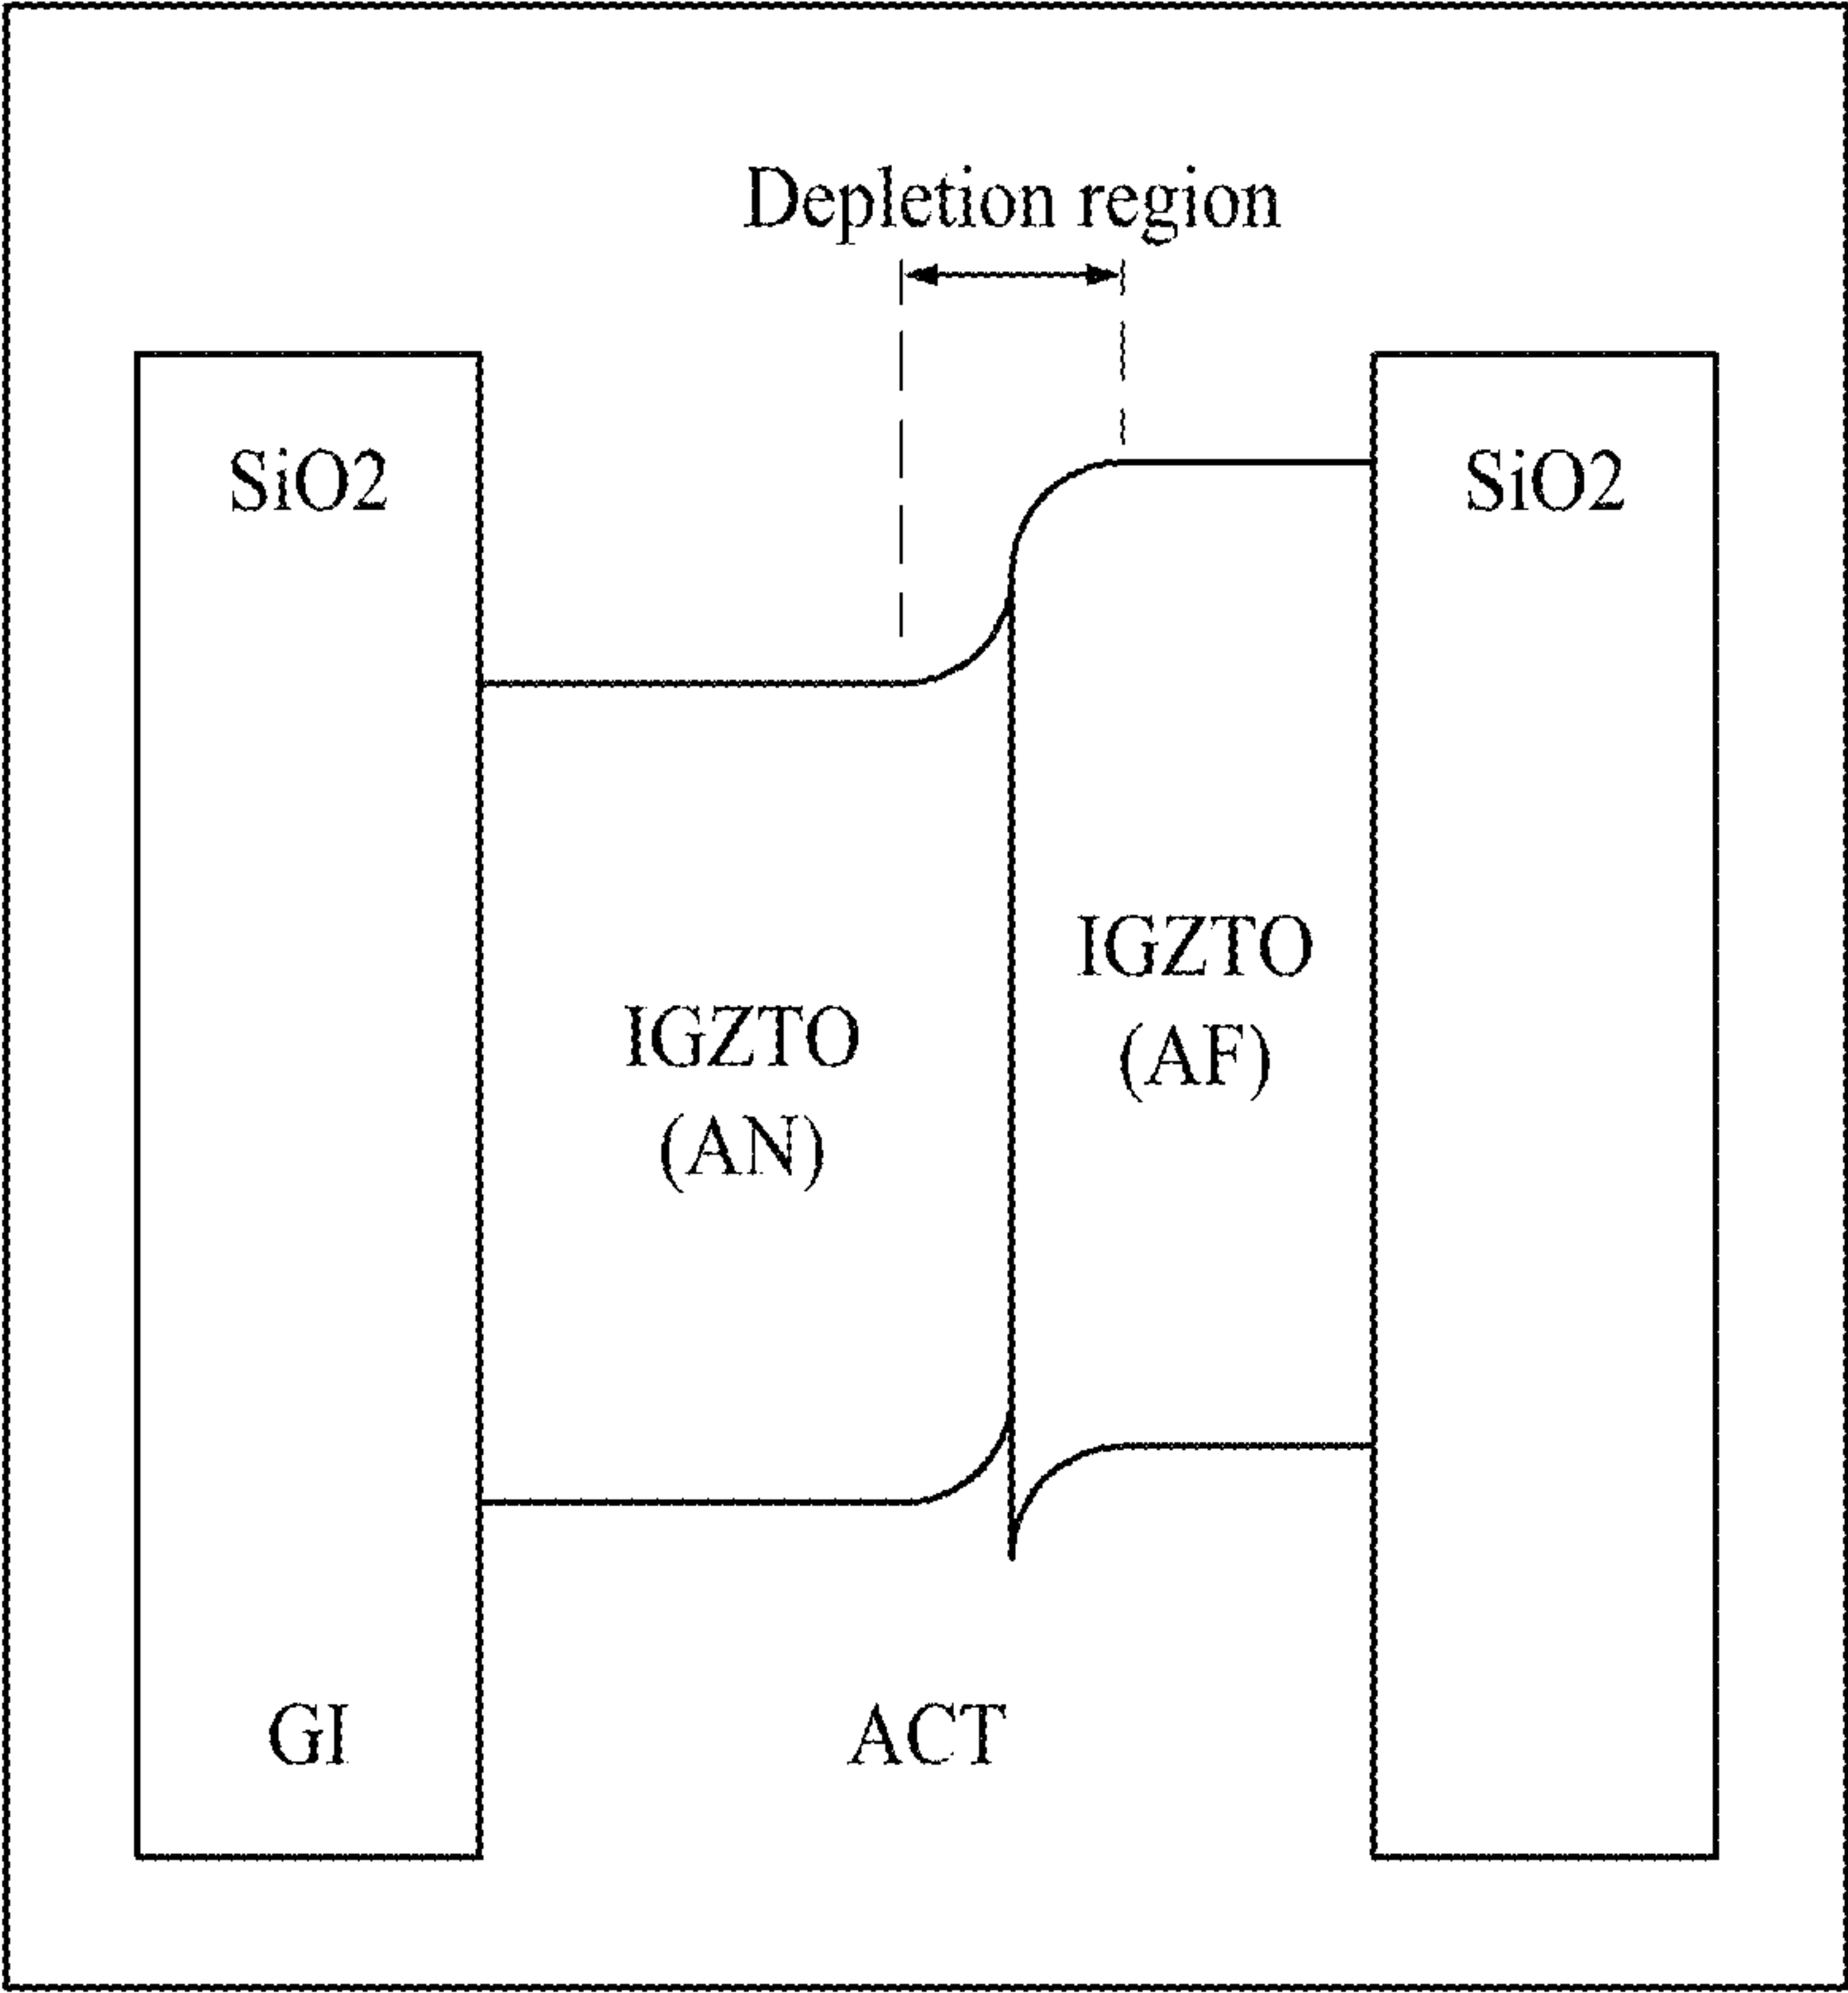 Depletion region
SiO2
SiO2
IGZTO
(AN)
IGZTO
(AF)
GI
ACT